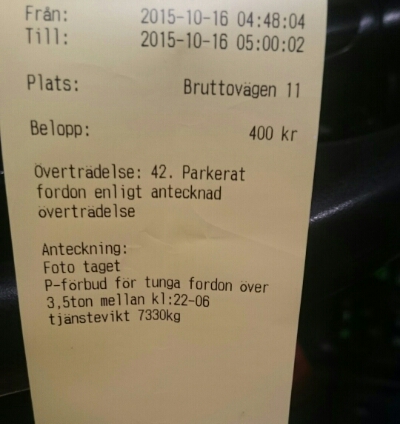 Från: 2015-10-16 04:48:04
Till: 2015-10-16 05:00:02
Plats: Bruttovägen 11
Belopp: 400 kr
Överträdelse: 42. Parkerat
fordon enligt antecknad
överträdelse
Anteckning:
Foto taget
P-förbud för tunga fordon över
3,5ton mellan kl:22-06
tjänstevikt 7330kg